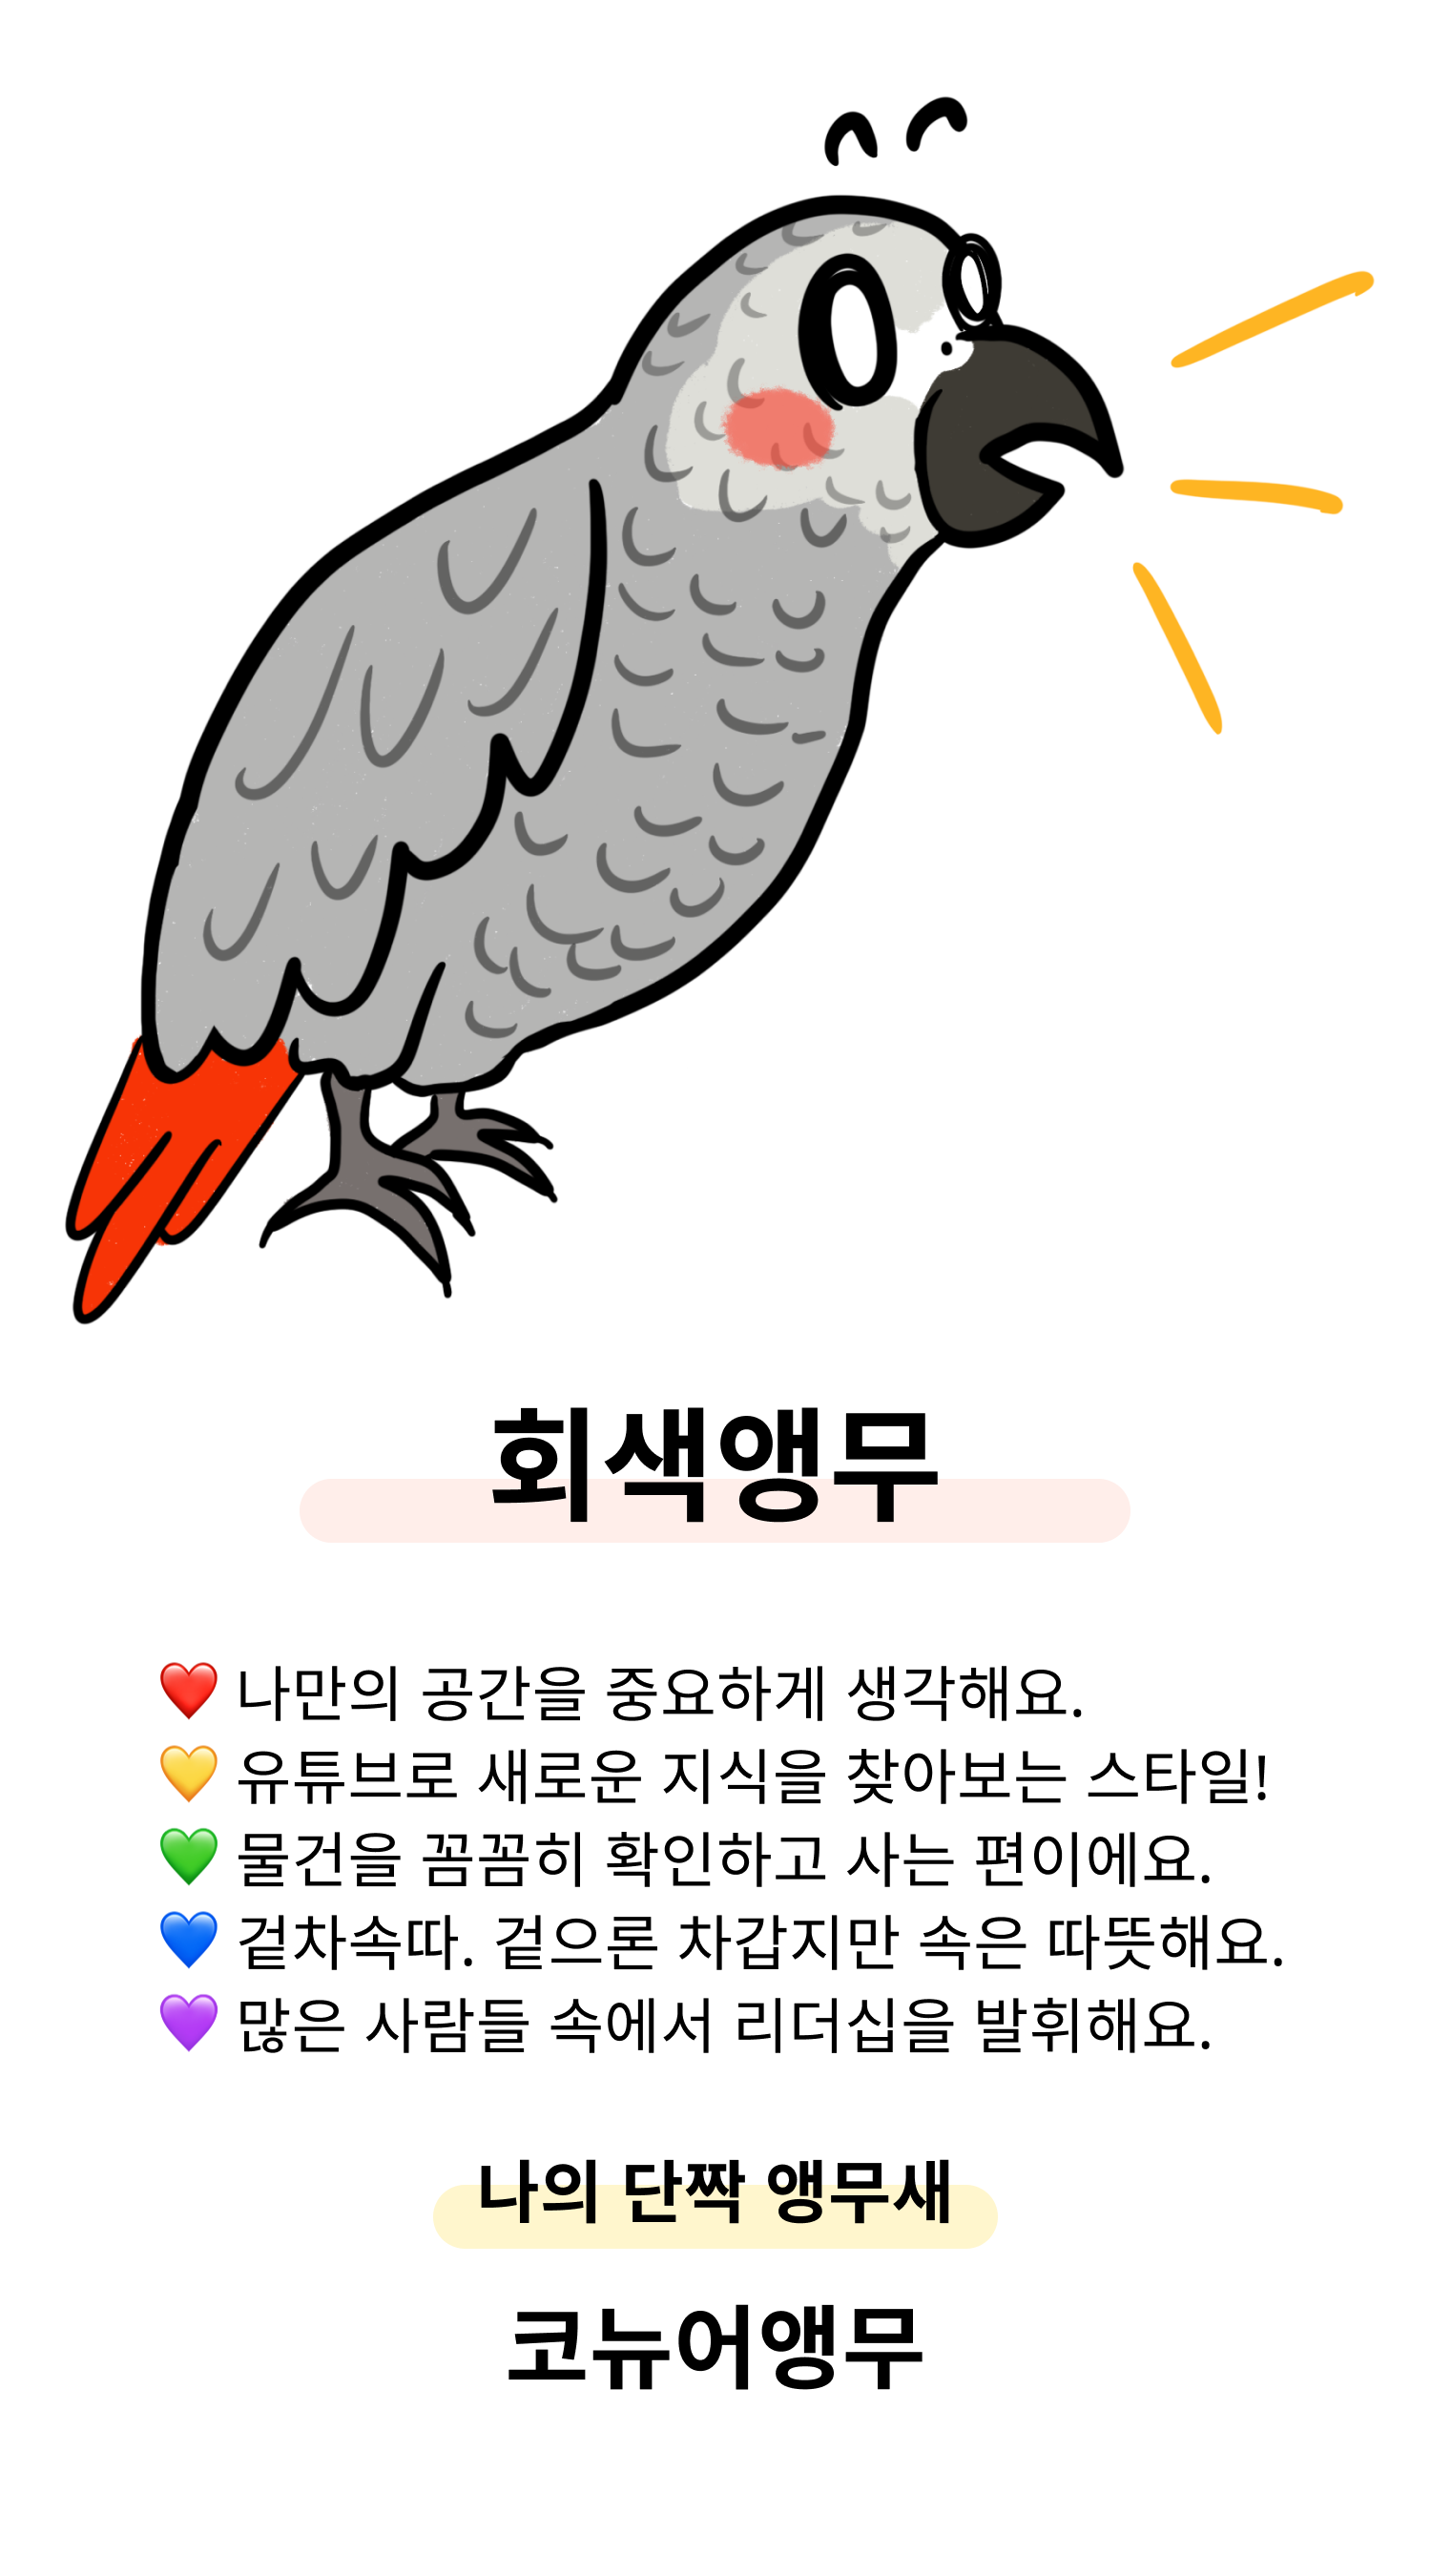 회색앵무
❤️ 나만의 공간을 중요하게 생각해요.
💛 유튜브로 새로운 지식을 찾아보는 스타일!
💚 물건을 꼼꼼히 확인하고 사는 편이에요.
💙 겉차속따. 겉으론 차갑지만 속은 따뜻해요.
💜 많은 사람들 속에서 리더십을 발휘해요.
나의 단짝 앵무새
코뉴어앵무